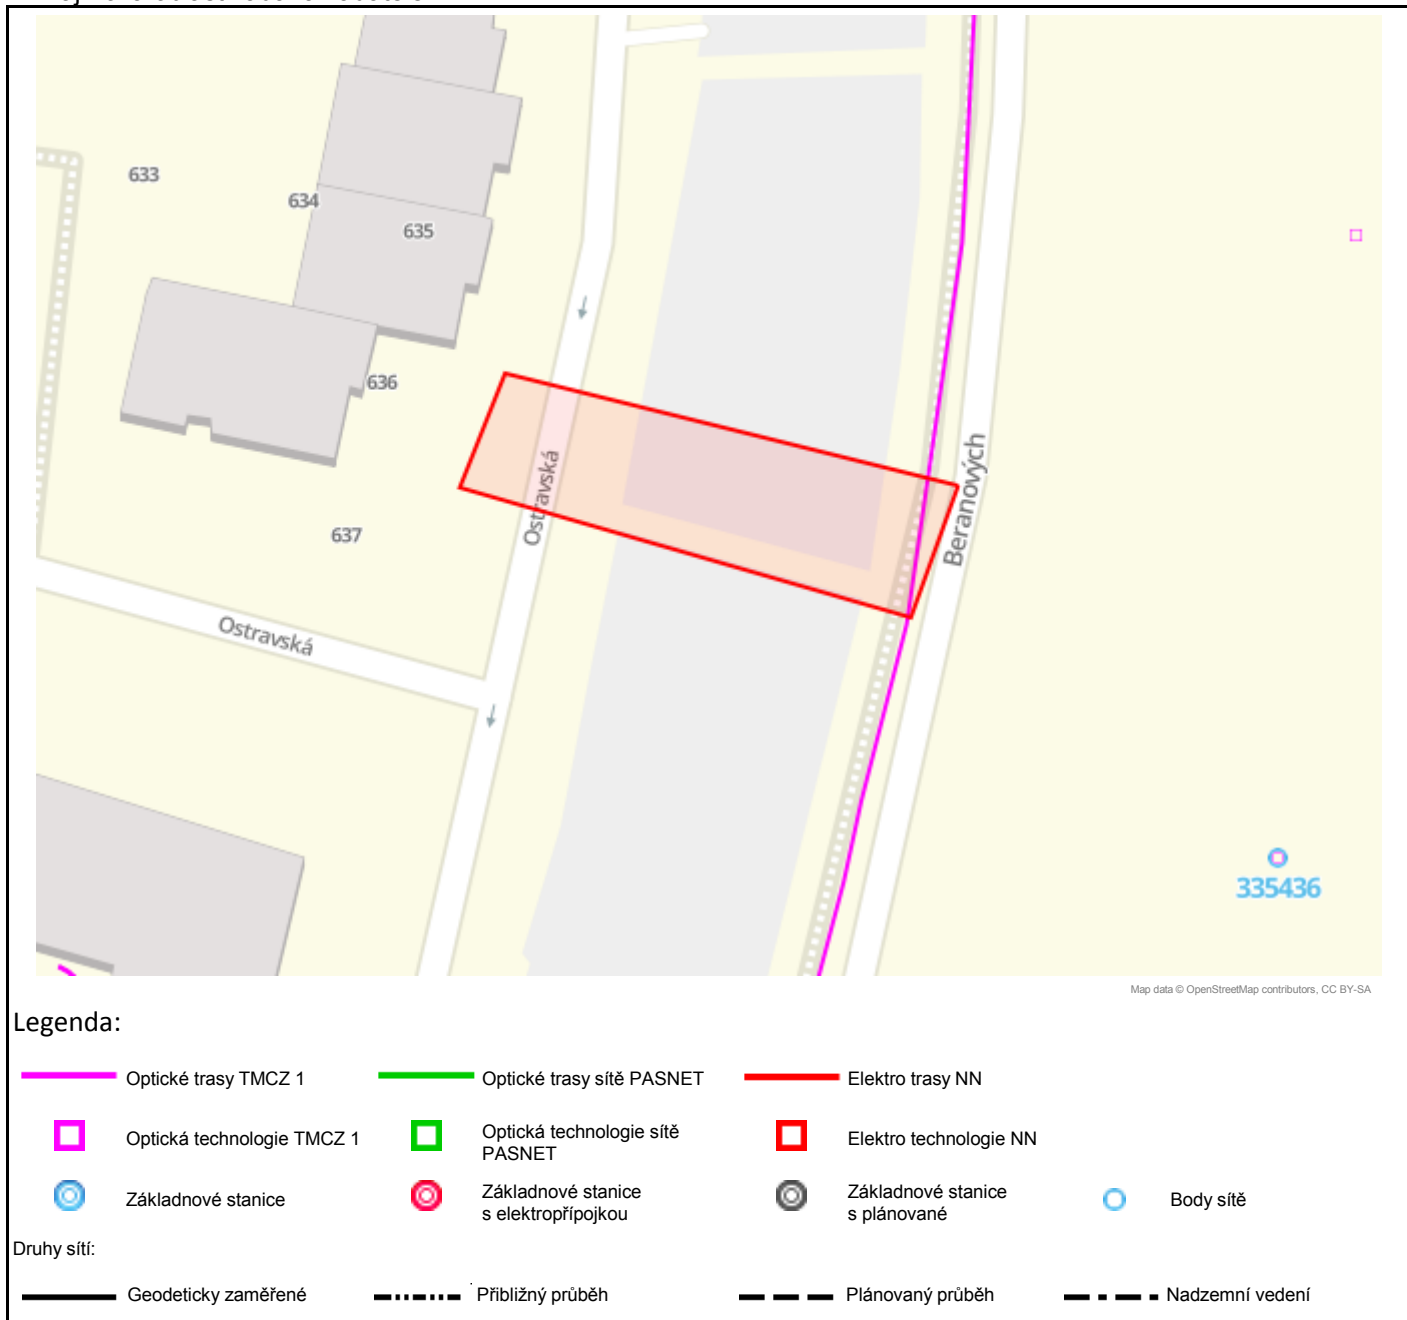 633
634
635
636
637
Ostravská
Ostravská
Beranových
335436
Map data © OpenStreetMap contributors, CC BY-SA
Legenda:
Optické trasy TMCZ 1
Optické trasy sítě PASNET
Elektro trasy NN
Optická technologie TMCZ 1
Optická technologie sítě
PASNET
Elektro technologie NN
Základnové stanice
Základnové stanice
s elektropřípojkou
Základnové stanice
s plánované
Body sítě
Druhy sítí:
Geodeticky zaměřené
Přibližný průběh
Plánovaný průběh
Nadzemní vedení